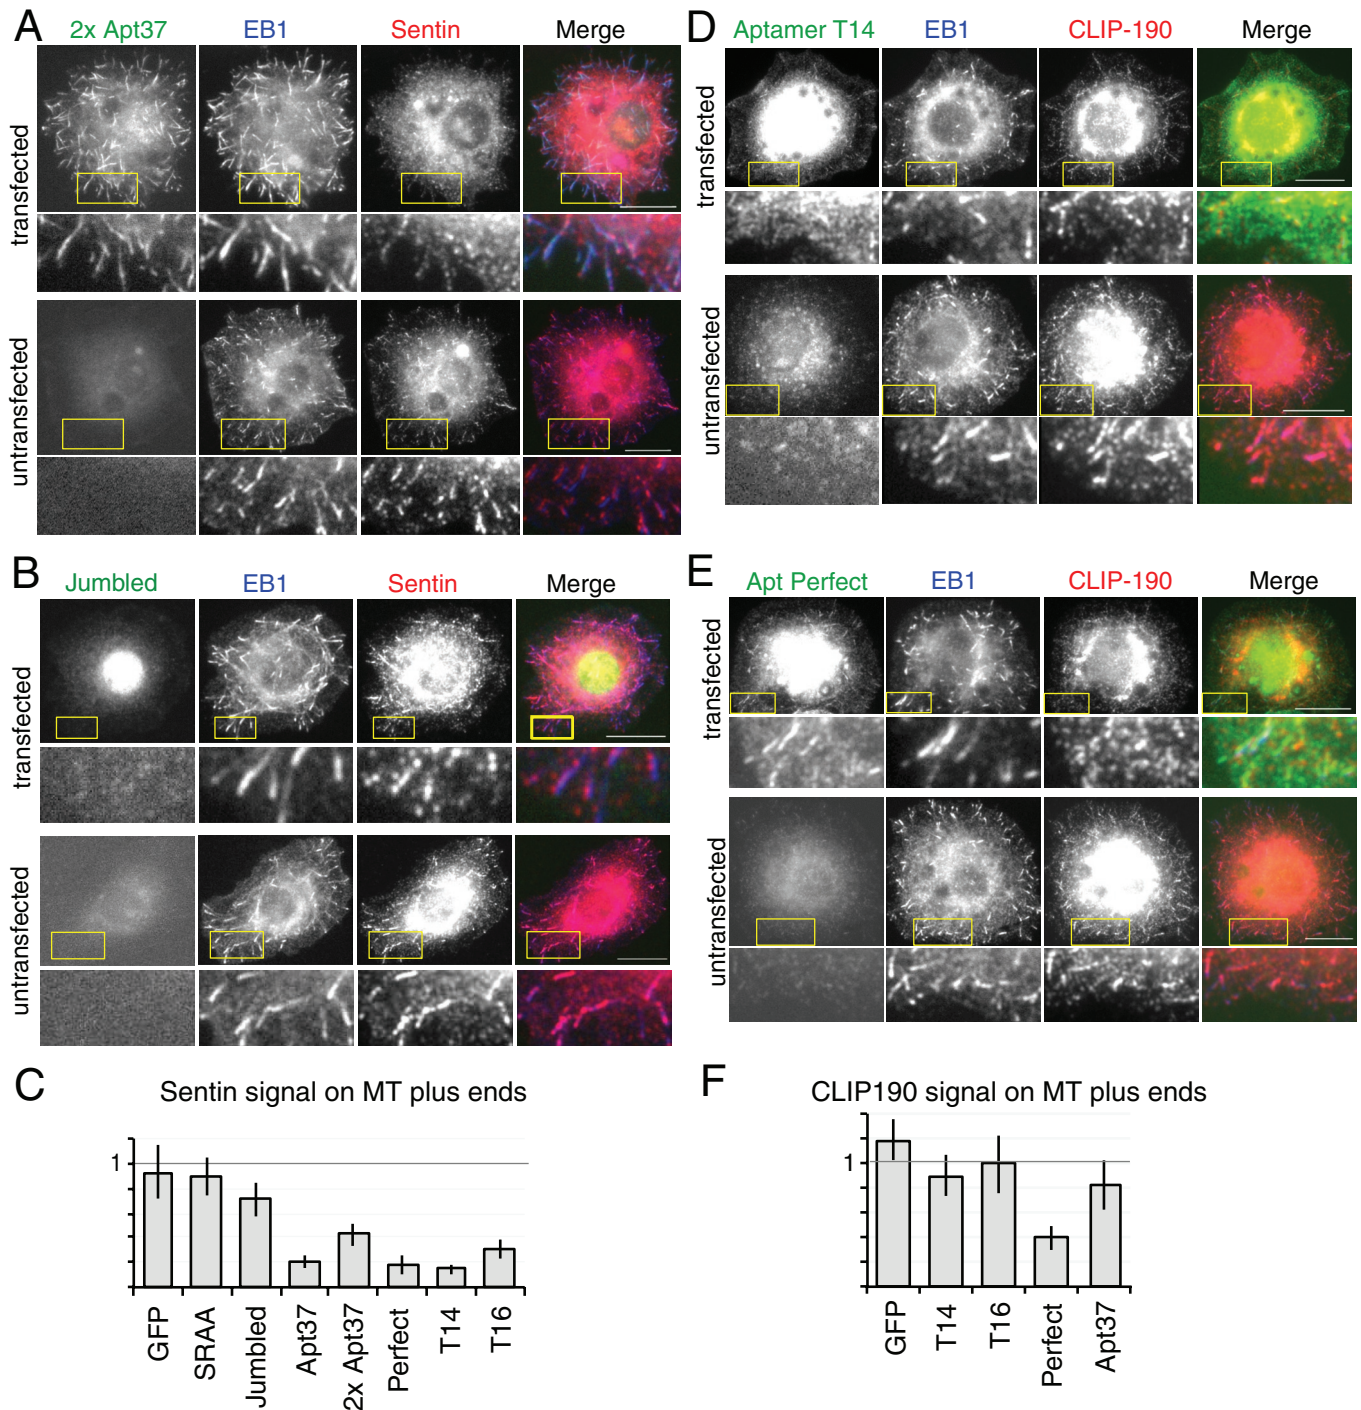 A
2x Apt37 EB1 Sentin Merge
transfected
untransfected
B
Jumbled EB1 Sentin Merge
transfected
untransfected
C
Sentin signal on MT plus ends
1
GFP SRAA Jumbled Apt37 2x Apt37 Perfect T14 T16
D
Aptamer T14 EB1 CLIP-190 Merge
transfected
untransfected
E
Apt Perfect EB1 CLIP-190 Merge
transfected
untransfected
F
CLIP190 signal on MT plus ends
1
GFP T14 T16 Perfect Apt37